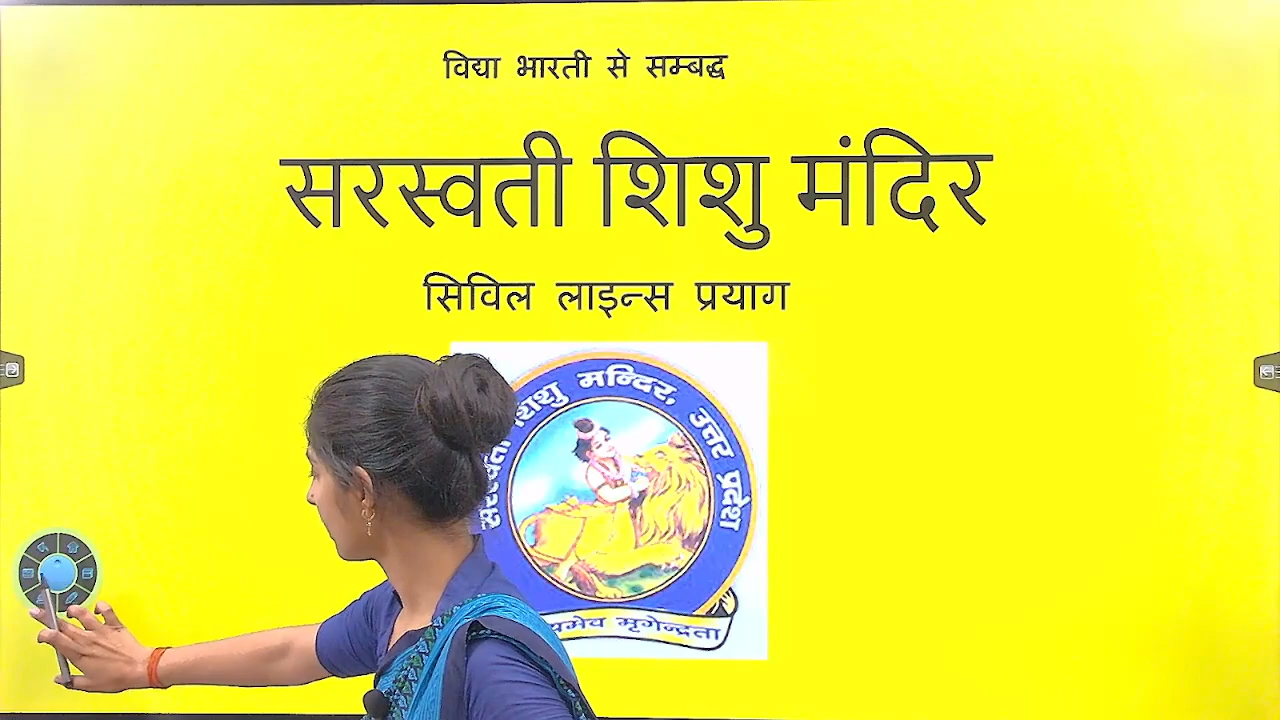 विद्या भारती से सम्बद्ध
सरस्वती शिशु मंदिर
सिविल लाइन्स प्रयाग
शिशु मन्दिर, उत्तर प्रदेश
मृगेन्द्रता